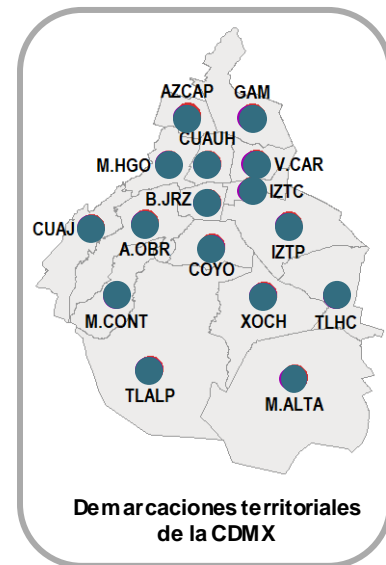 AZCAP GAM
CUAUH
M.HGO V.CAR
IZTC
B.JRZ
CUAJ
A.OBR IZTP
COYO
M.CONT XOCH TLHC
TLALP M.ALTA
Demarcaciones territoriales
de la CDMX